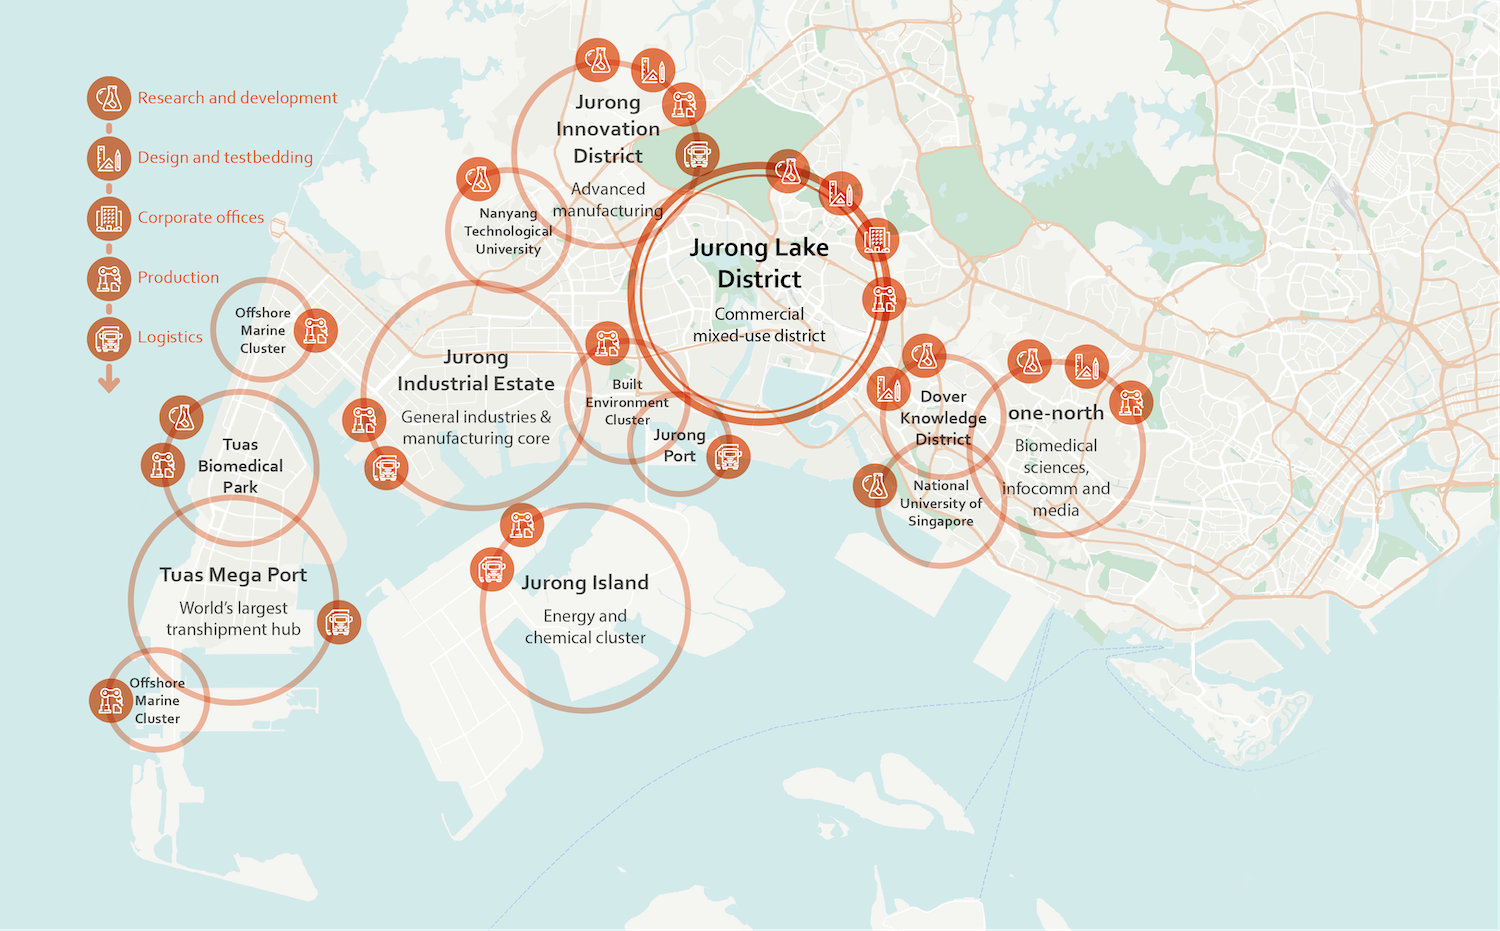 Research and development
Design and testbedding
Corporate offices
Production
Logistics
Jurong
Innovation
District
Advanced
manufacturing
Nanyang
Technological
University
Jurong Lake
District
Commercial
mixed-use district
Offshore
Marine
Cluster
Jurong
Industrial Estate
General industries &
manufacturing core
Built
Environment
Cluster
Jurong
Port
Dover
Knowledge
District
one-north
Biomedical
sciences,
infocomm and
media
National
University of
Singapore
Tuas
Biomedical
Park
Tuas Mega Port
World's largest
transhipment hub
Jurong Island
Energy and
chemical cluster
Offshore
Marine
Cluster